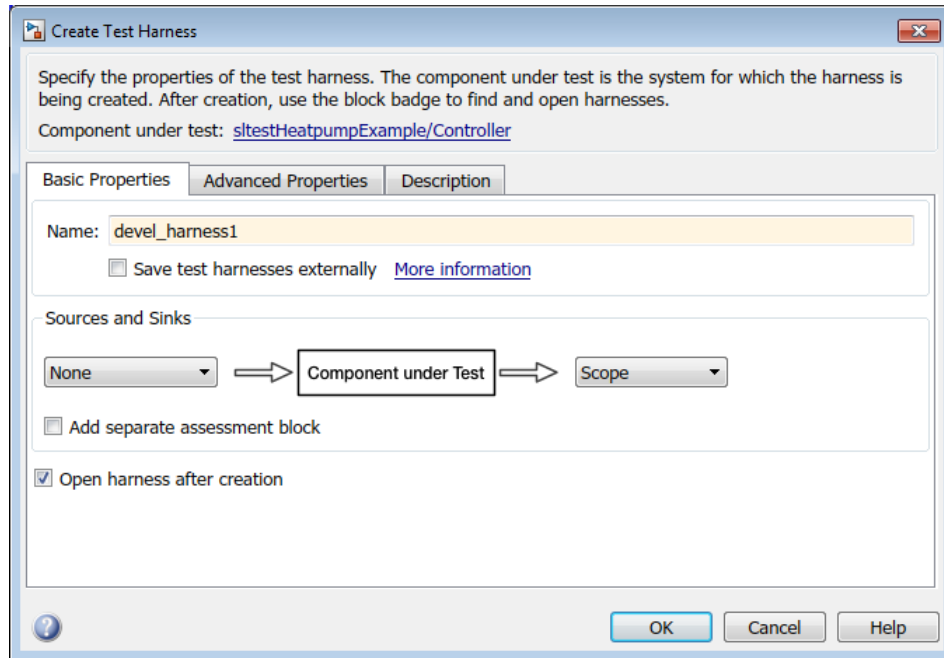 Create Test Harness
Specify the properties of the test harness. The component under test is the system for which the harness is
being created. After creation, use the block badge to find and open harnesses.
Component under test: sltestHeatpumpExample/Controller
Basic Properties Advanced Properties Description
Name: devel_harness1
Save test harnesses externally More information
Sources and Sinks
None Component under Test Scope
Add separate assessment block
Open harness after creation
? OK Cancel Help